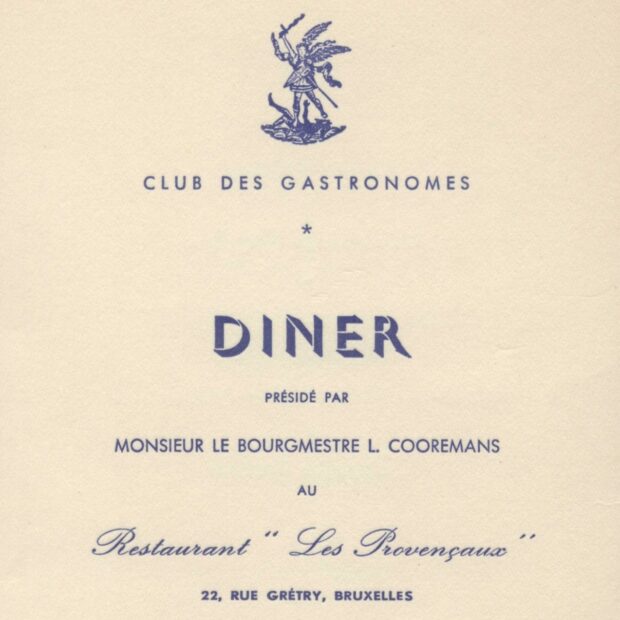 CLUB DES GASTRONOMES
*
DINER
PRÉSIDÉ PAR
MONSIEUR LE BOURGMESTRE L. COOREMANS
AU
Restaurant " Les Provençaux "
22, RUE GRÉTRY, BRUXELLES